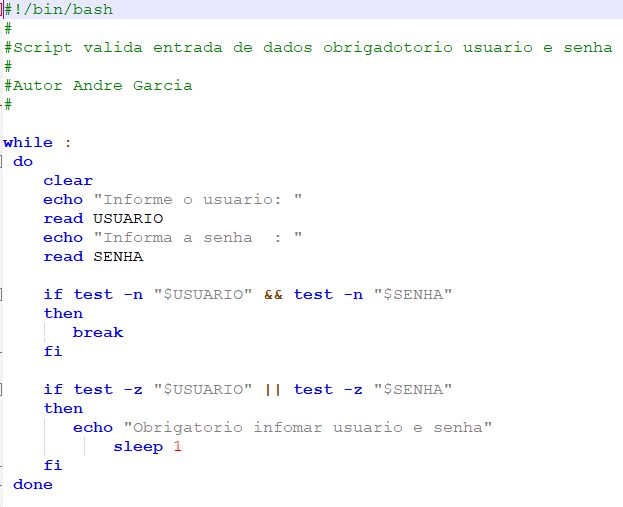 #!/bin/bash
#
#Script valida entrada de dados obrigadotorio usuario e senha
#
#Autor Andre Garcia
#
while :
do
clear
echo "Informe o usuario: "
read USUARIO
echo "Informa a senha  : "
read SENHA
if test -n "$USUARIO" && test -n "$SENHA"
then
break
fi
if test -z "$USUARIO" || test -z "$SENHA"
then
echo "Obrigatorio infomar usuario e senha"
sleep 1
fi
done